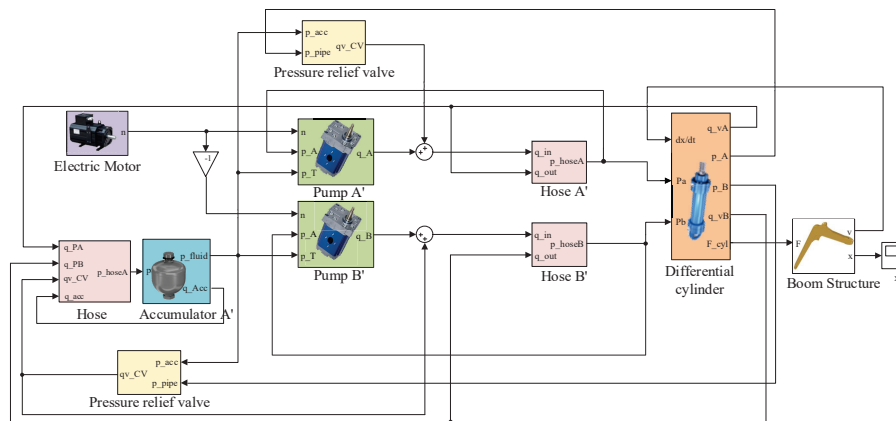 p_acc
qv_CV
p_pipe
Pressure relief valve
n
Electric Motor
-1
n
p_A
q_A
p_T
Pump A'
n
p_A
q_B
p_T
Pump B'
q_in
p_hoseA
q_out
Hose A'
q_in
p_hoseB
q_out
Hose B'
q_vA
dx/dt
p_A
Pa
p_B
Pb
q_vB
F_cyl
Differential
cylinder
F
v
x
Boom Structure
q_PA
q_PB
p_hoseA
qv_CV
q_acc
Hose
p_fluid
q_Acc
Accumulator A'
p_acc
qv_CV
p_pipe
Pressure relief valve